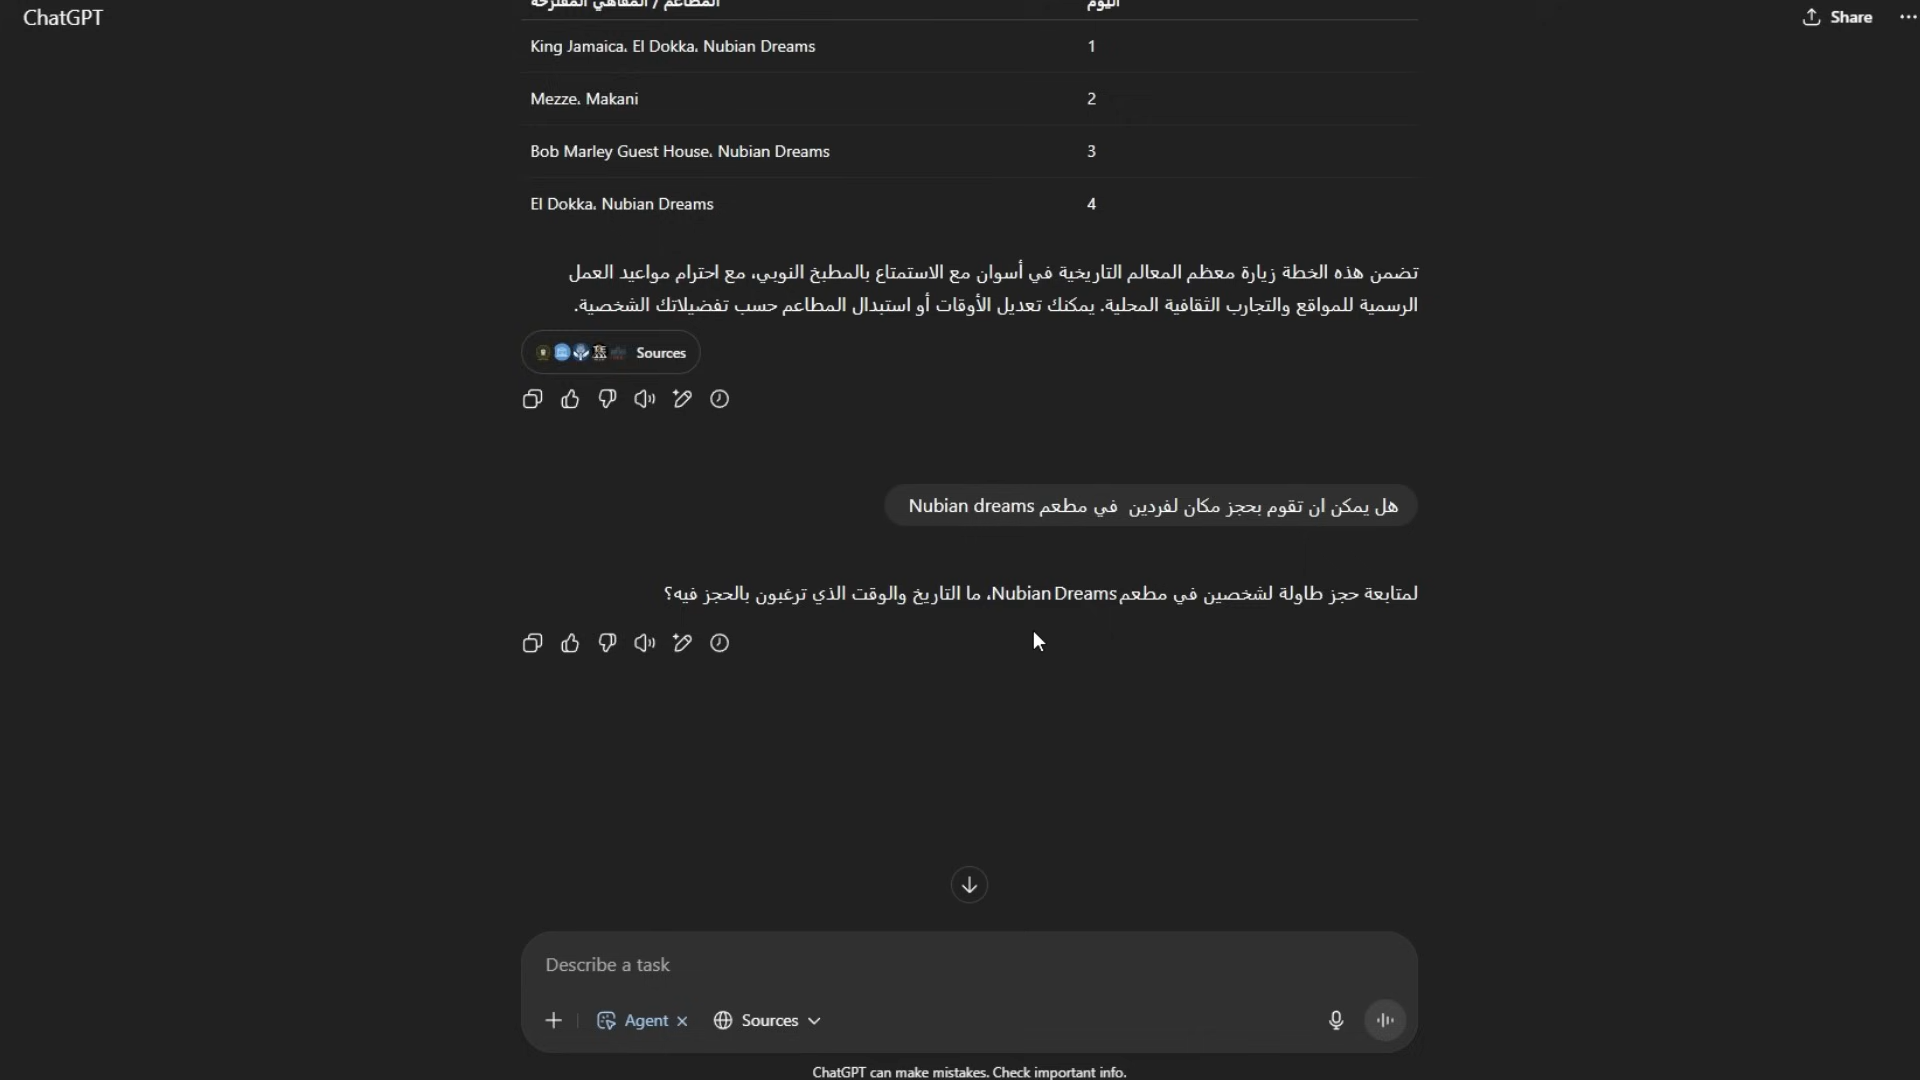 ChatGPT
Share
المطاعم / المقاهي المقترحة
اليوم
King Jamaica، El Dokka، Nubian Dreams
1
Mezze، Makani
2
Bob Marley Guest House، Nubian Dreams
3
El Dokka، Nubian Dreams
4
تضمن هذه الخطة زيارة معظم المعالم التاريخية في أسوان مع الاستمتاع بالمطبخ النوبي، مع احترام مواعيد العمل
الرسمية للمواقع والتجارب الثقافية المحلية. يمكنك تعديل الأوقات أو استبدال المطاعم حسب تفضيلاتك الشخصية.
Sources
هل يمكن ان تقوم بحجز مكان لفردين في مطعم Nubian dreams
لمتابعة حجز طاولة لشخصين في مطعم Nubian Dreams، ما التاريخ والوقت الذي ترغبون بالحجز فيه؟
Describe a task
Agent
Sources
ChatGPT can make mistakes. Check important info.